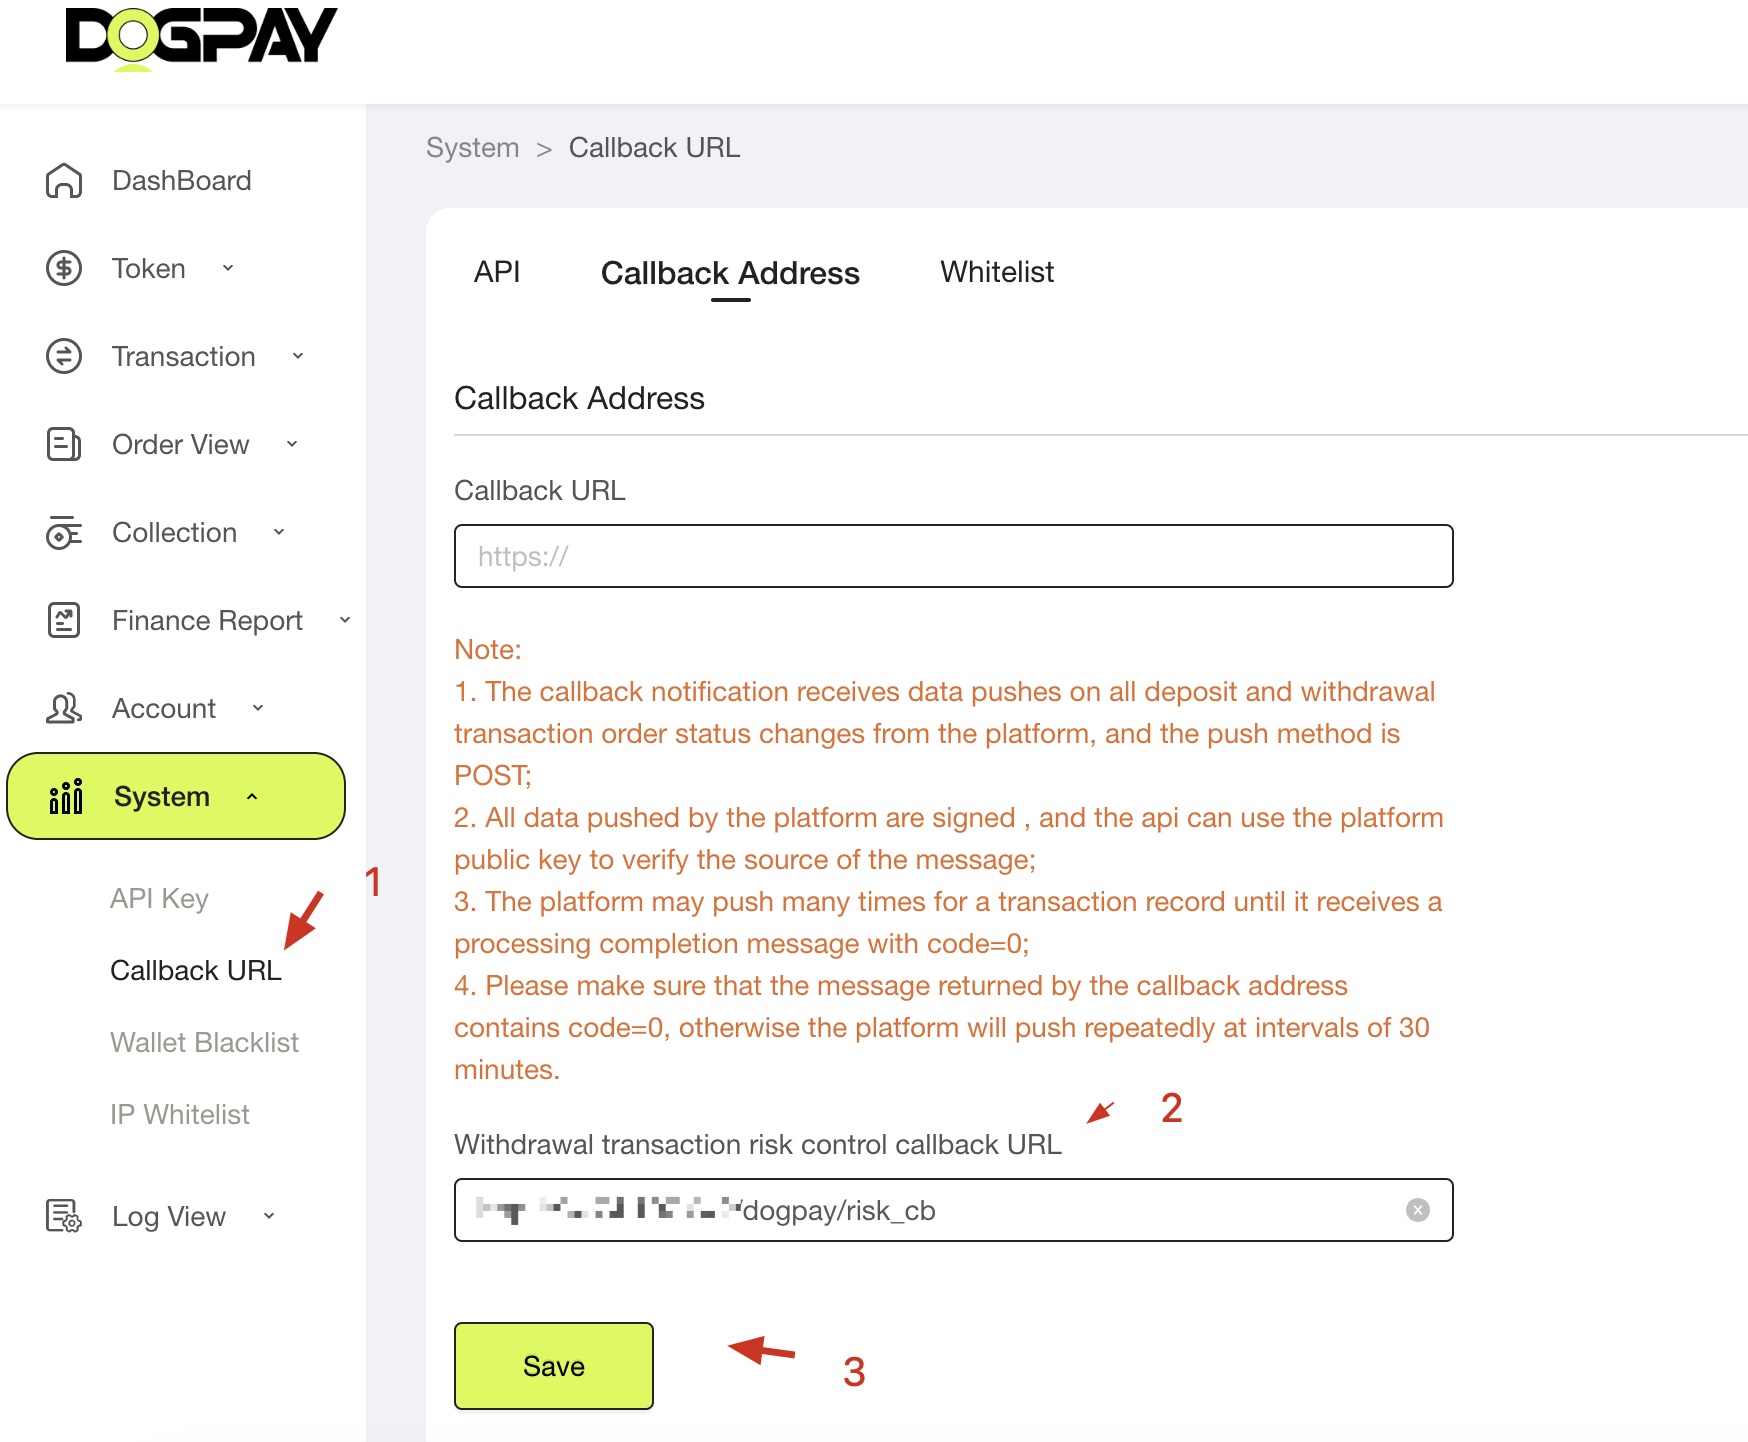 DOGPAY
DashBoard
Token
Transaction
Order View
Collection
Finance Report
Account
System
API Key
1
Callback URL
Wallet Blacklist
IP Whitelist
Log View
System > Callback URL
API Callback Address Whitelist
Callback Address
Callback URL
https://
Note:
1. The callback notification receives data pushes on all deposit and withdrawal
transaction order status changes from the platform, and the push method is
POST;
2. All data pushed by the platform are signed , and the api can use the platform
public key to verify the source of the message;
3. The platform may push many times for a transaction record until it receives a
processing completion message with code=0;
4. Please make sure that the message returned by the callback address
contains code=0, otherwise the platform will push repeatedly at intervals of 30
minutes.
2
Withdrawal transaction risk control callback URL
/dogpay/risk_cb
Save
3